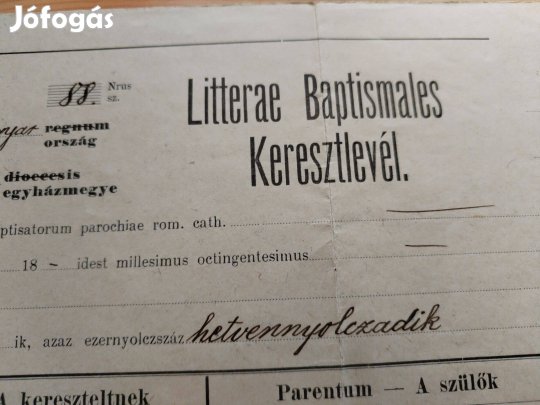 Jófogás
88. Nrus
sz.
Litterae Baptismales
Keresztlevél.
regnum
ország
dioecesis
egyházmegye
ptisatorum parochiae rom. cath.
18 - idest millesimus octingentesimus
ik, azaz ezernyolczszáz hetvennyolczadik
A kereszteltnek
Parentum — A szülők